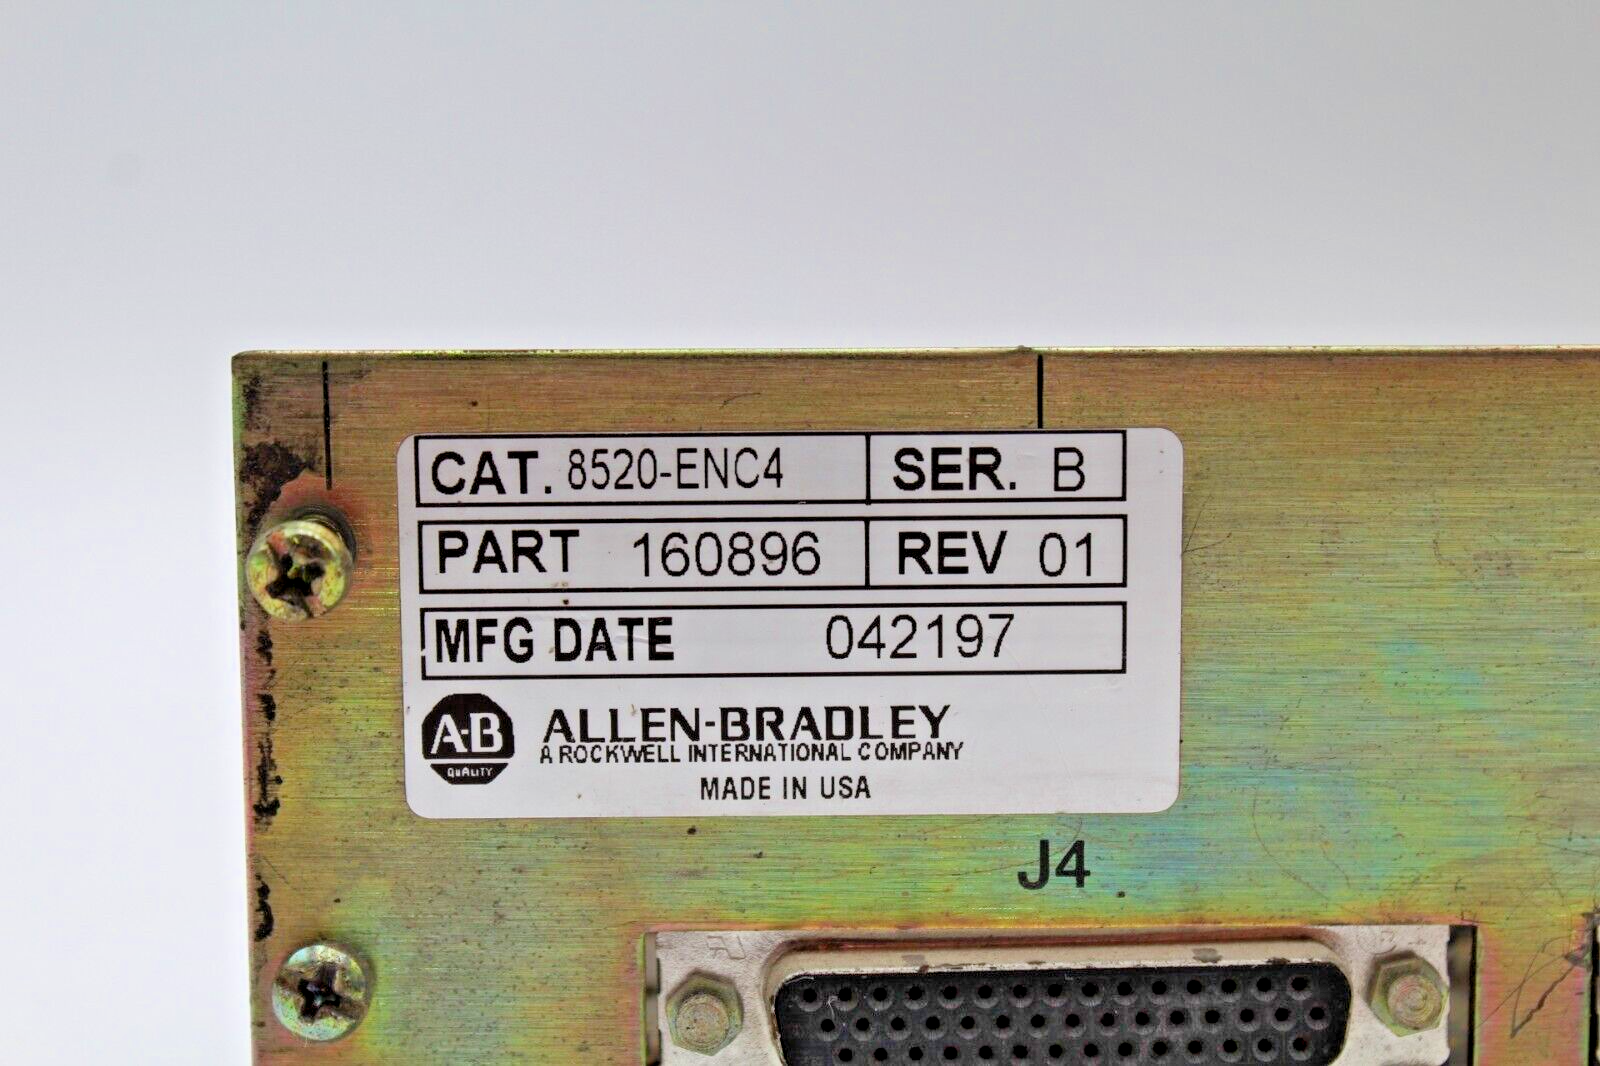 CAT. 8520-ENC4 SER. B
PART 160896 REV 01
MFG DATE 042197
A-B
QUALITY
ALLEN-BRADLEY
A ROCKWELL INTERNATIONAL COMPANY
MADE IN USA
J4